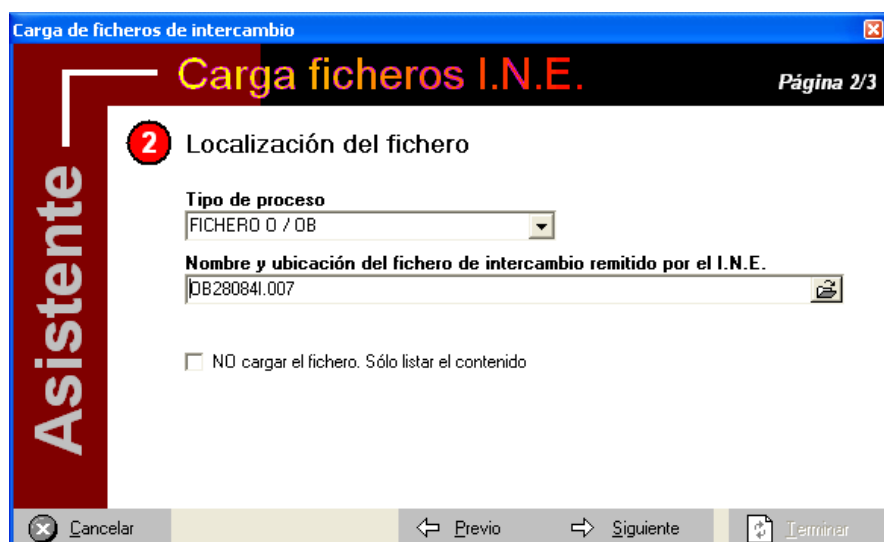 Carga de ficheros de intercambio
Carga ficheros I.N.E.
Página 2/3
Asistente
2 Localización del fichero
Tipo de proceso
FICHERO O / OB
Nombre y ubicación del fichero de intercambio remitido por el I.N.E.
OB28084I.007
NO cargar el fichero. Sólo listar el contenido
Cancelar Previo Siguiente Terminar